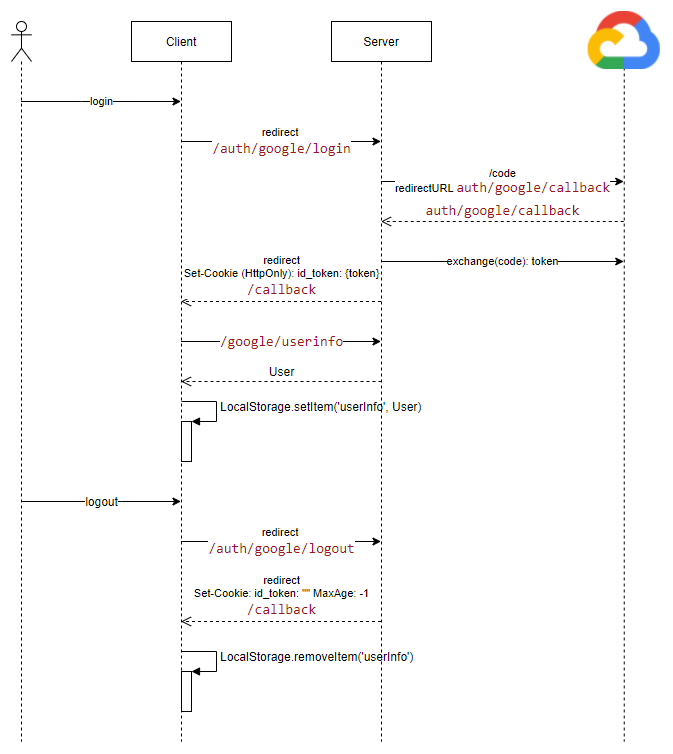 Client
Server
login
redirect
/auth/google/login
/code
redirectURL auth/google/callback
auth/google/callback
exchange(code): token
redirect
Set-Cookie (HttpOnly): id_token: {token}
/callback
/google/userinfo
User
LocalStorage.setItem('userInfo', User)
logout
redirect
/auth/google/logout
redirect
Set-Cookie: id_token: "" MaxAge: -1
/callback
LocalStorage.removeItem('userInfo')